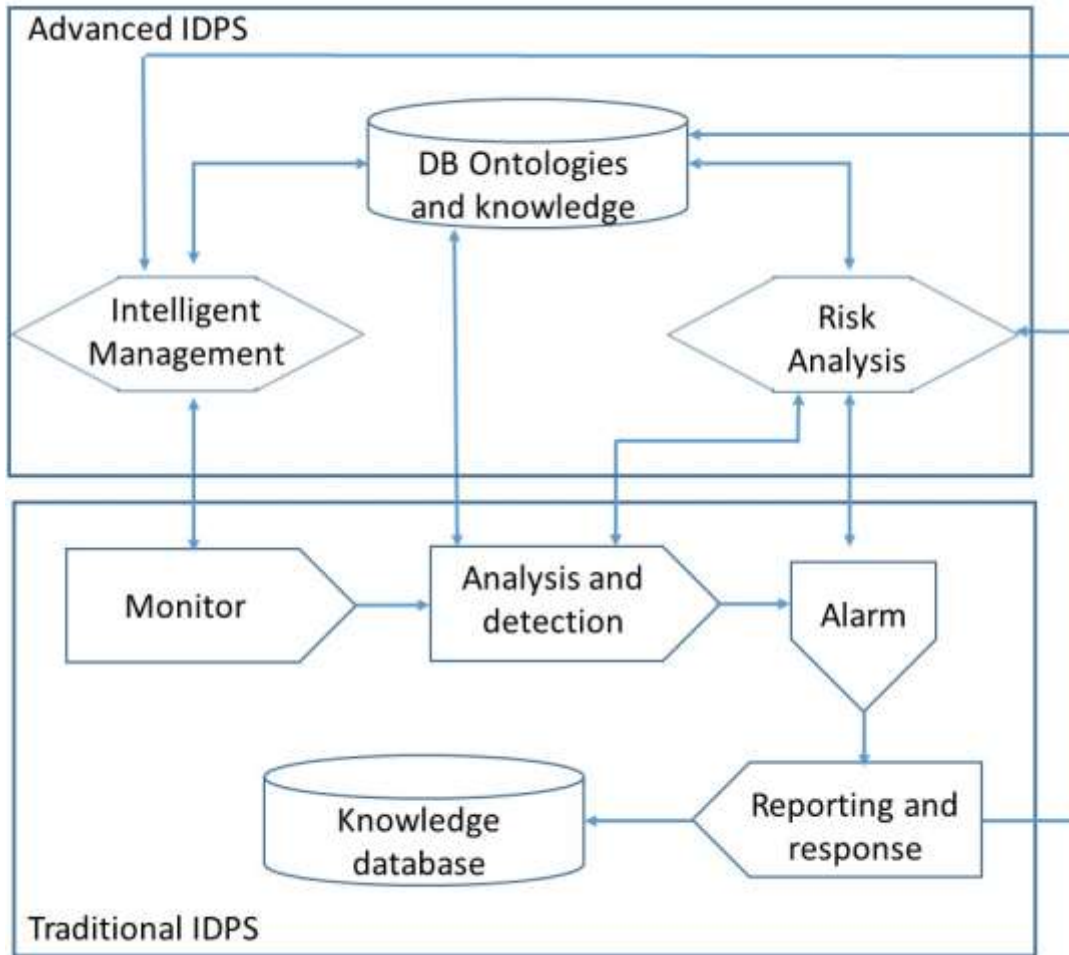 Advanced IDPS
DB Ontologies
and knowledge
Intelligent
Management
Risk
Analysis
Monitor
Analysis and
detection
Alarm
Knowledge
database
Reporting and
response
Traditional IDPS